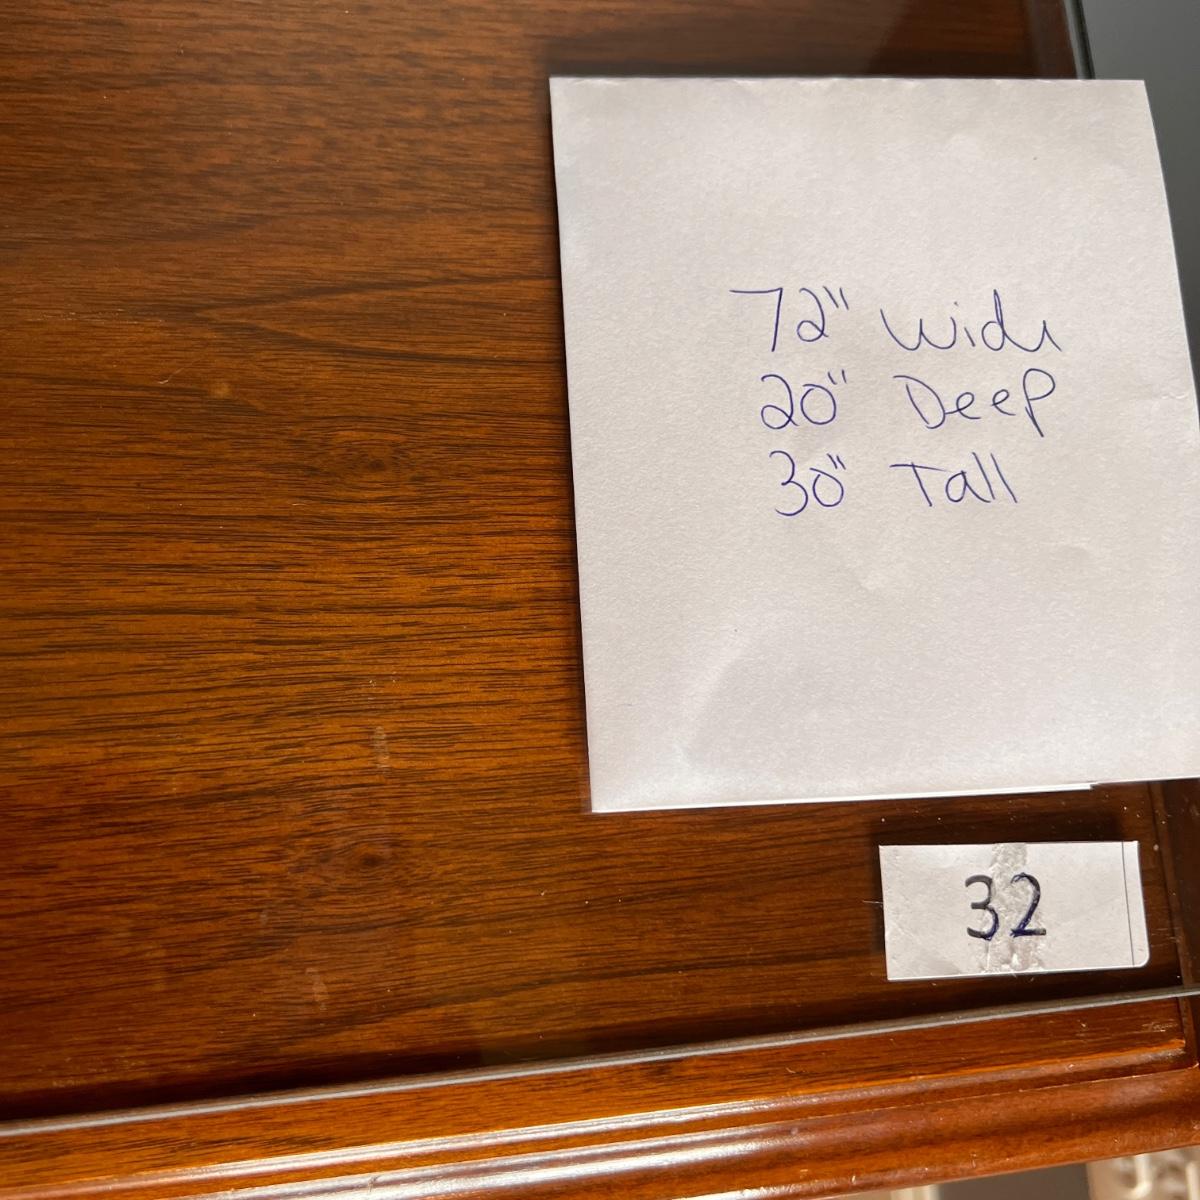 72" wide
20" Deep
30" Tall
32